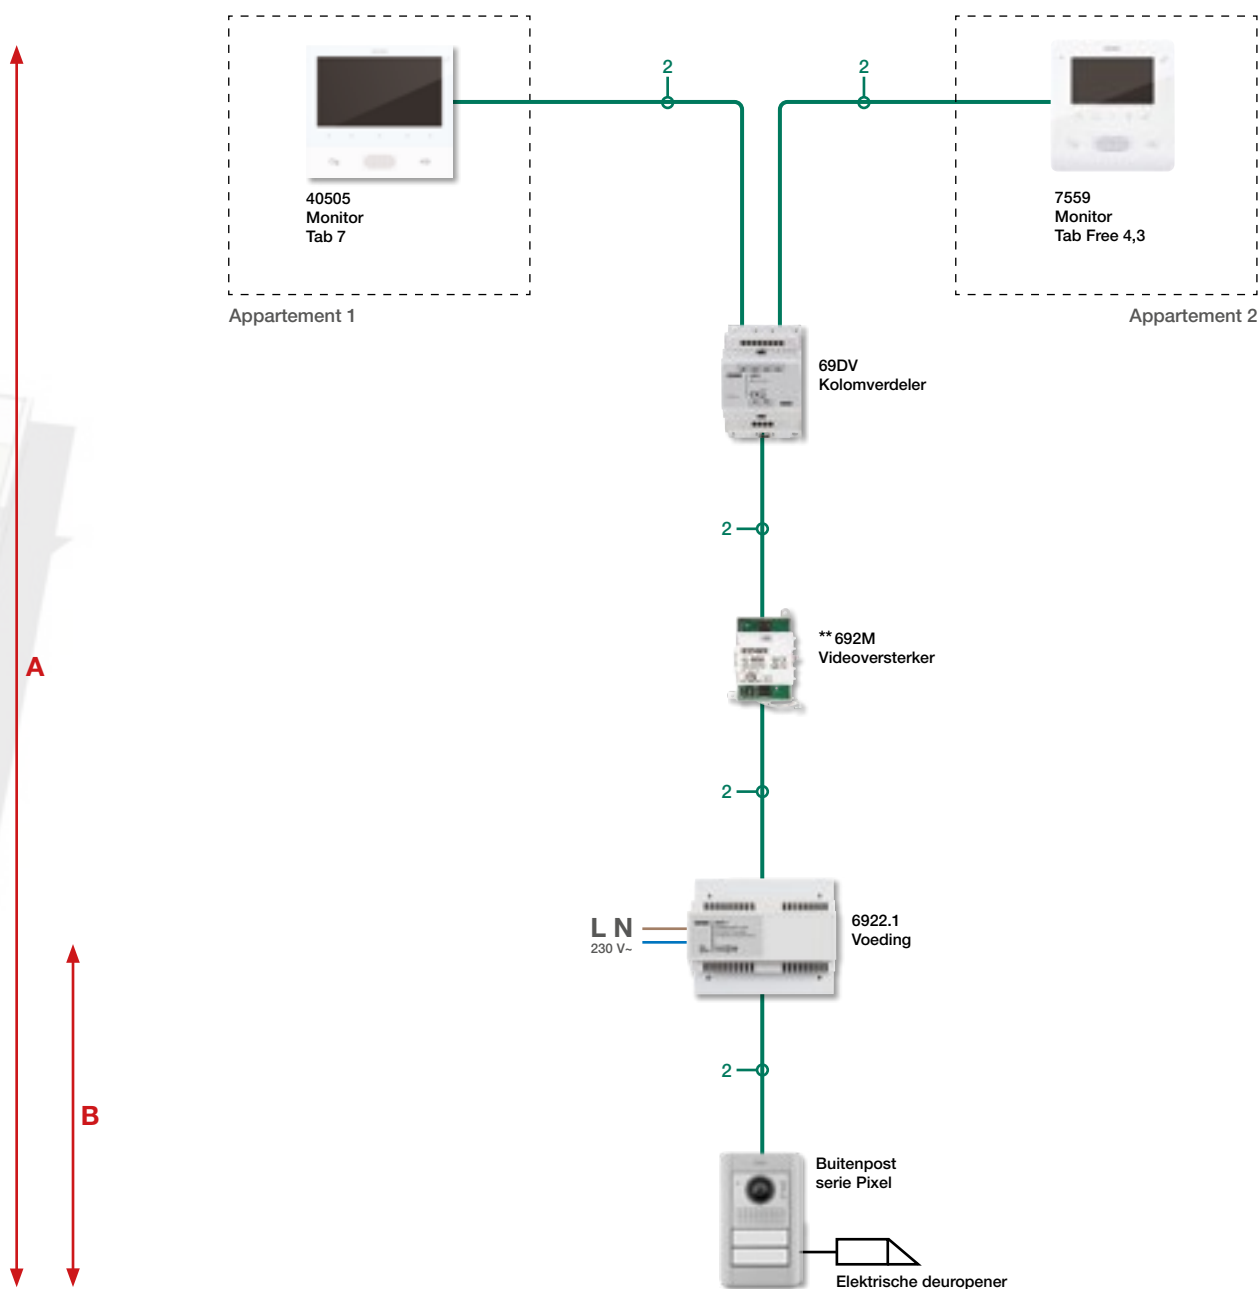 2
2
40505
Monitor
Tab 7
7559
Monitor
Tab Free 4,3
Appartement 1
Appartement 2
69DV
Kolomverdeler
2
**692M
Videoversterker
A
2
L N
230 V~
6922.1
Voeding
2
B
Buitenpost
serie Pixel
Elektrische deuropener